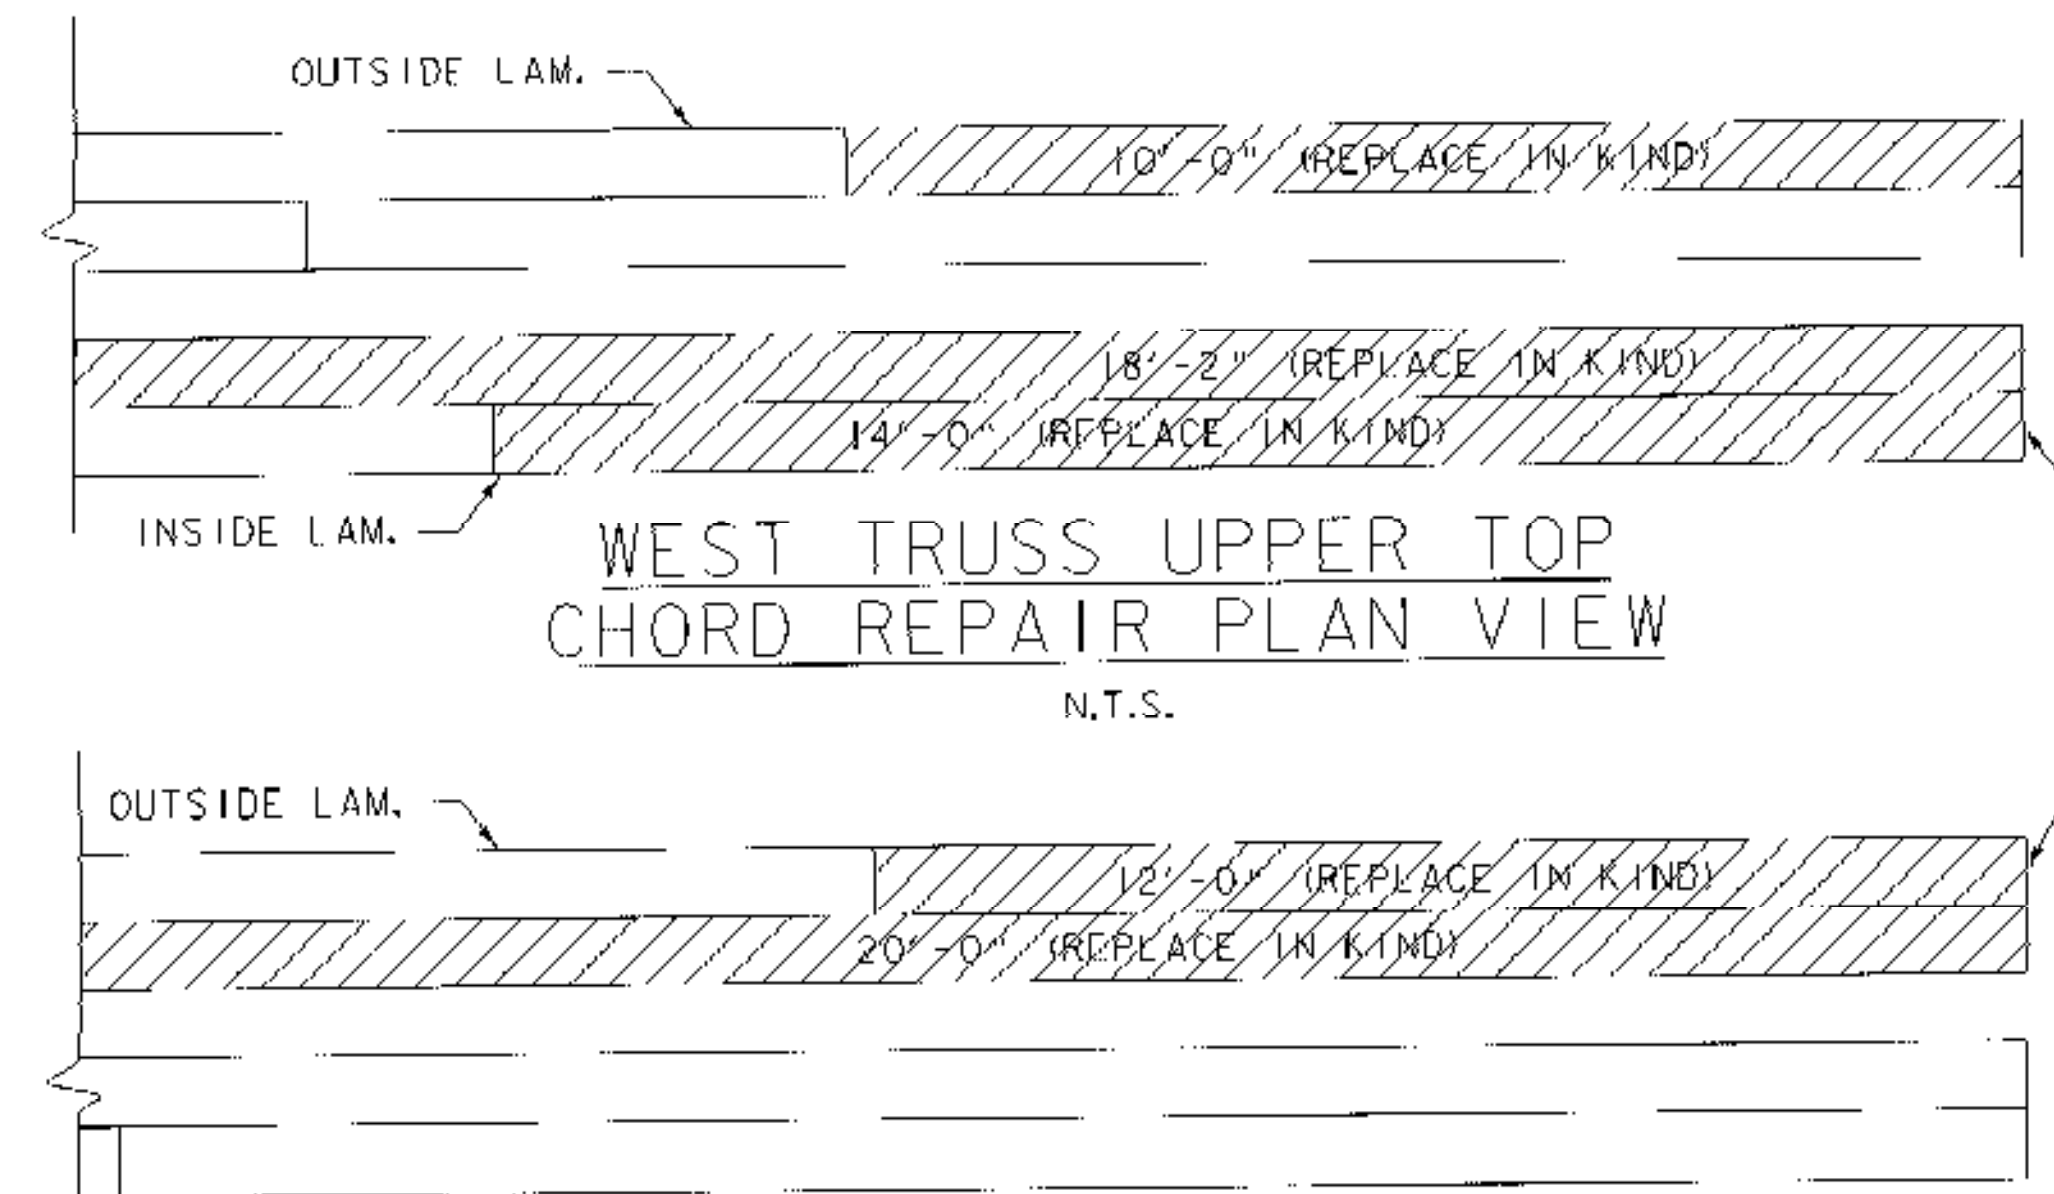 OUTSIDE LAM.
10'-0" (REPLACE IN KIND)
18'-2" (REPLACE IN KIND)
14'-0" (REPLACE IN KIND)
INSIDE LAM.
WEST TRUSS UPPER TOP
CHORD REPAIR PLAN VIEW
N.T.S.
OUTSIDE LAM.
12'-0" (REPLACE IN KIND)
20'-0" (REPLACE IN KIND)